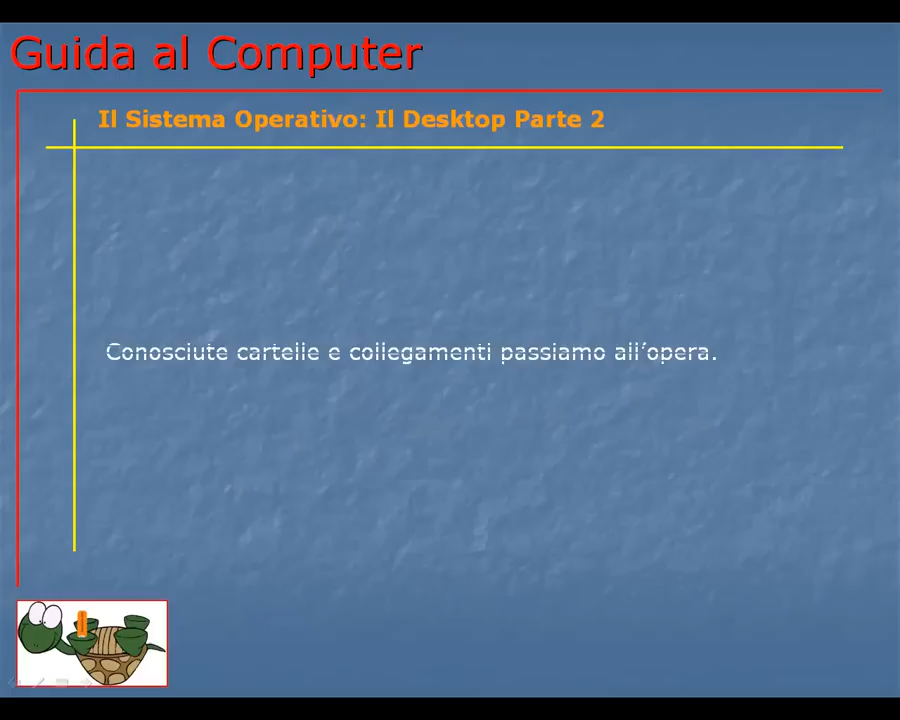 Guida al Computer
Il Sistema Operativo: Il Desktop Parte 2
Conosciute cartelle e collegamenti passiamo all’opera.